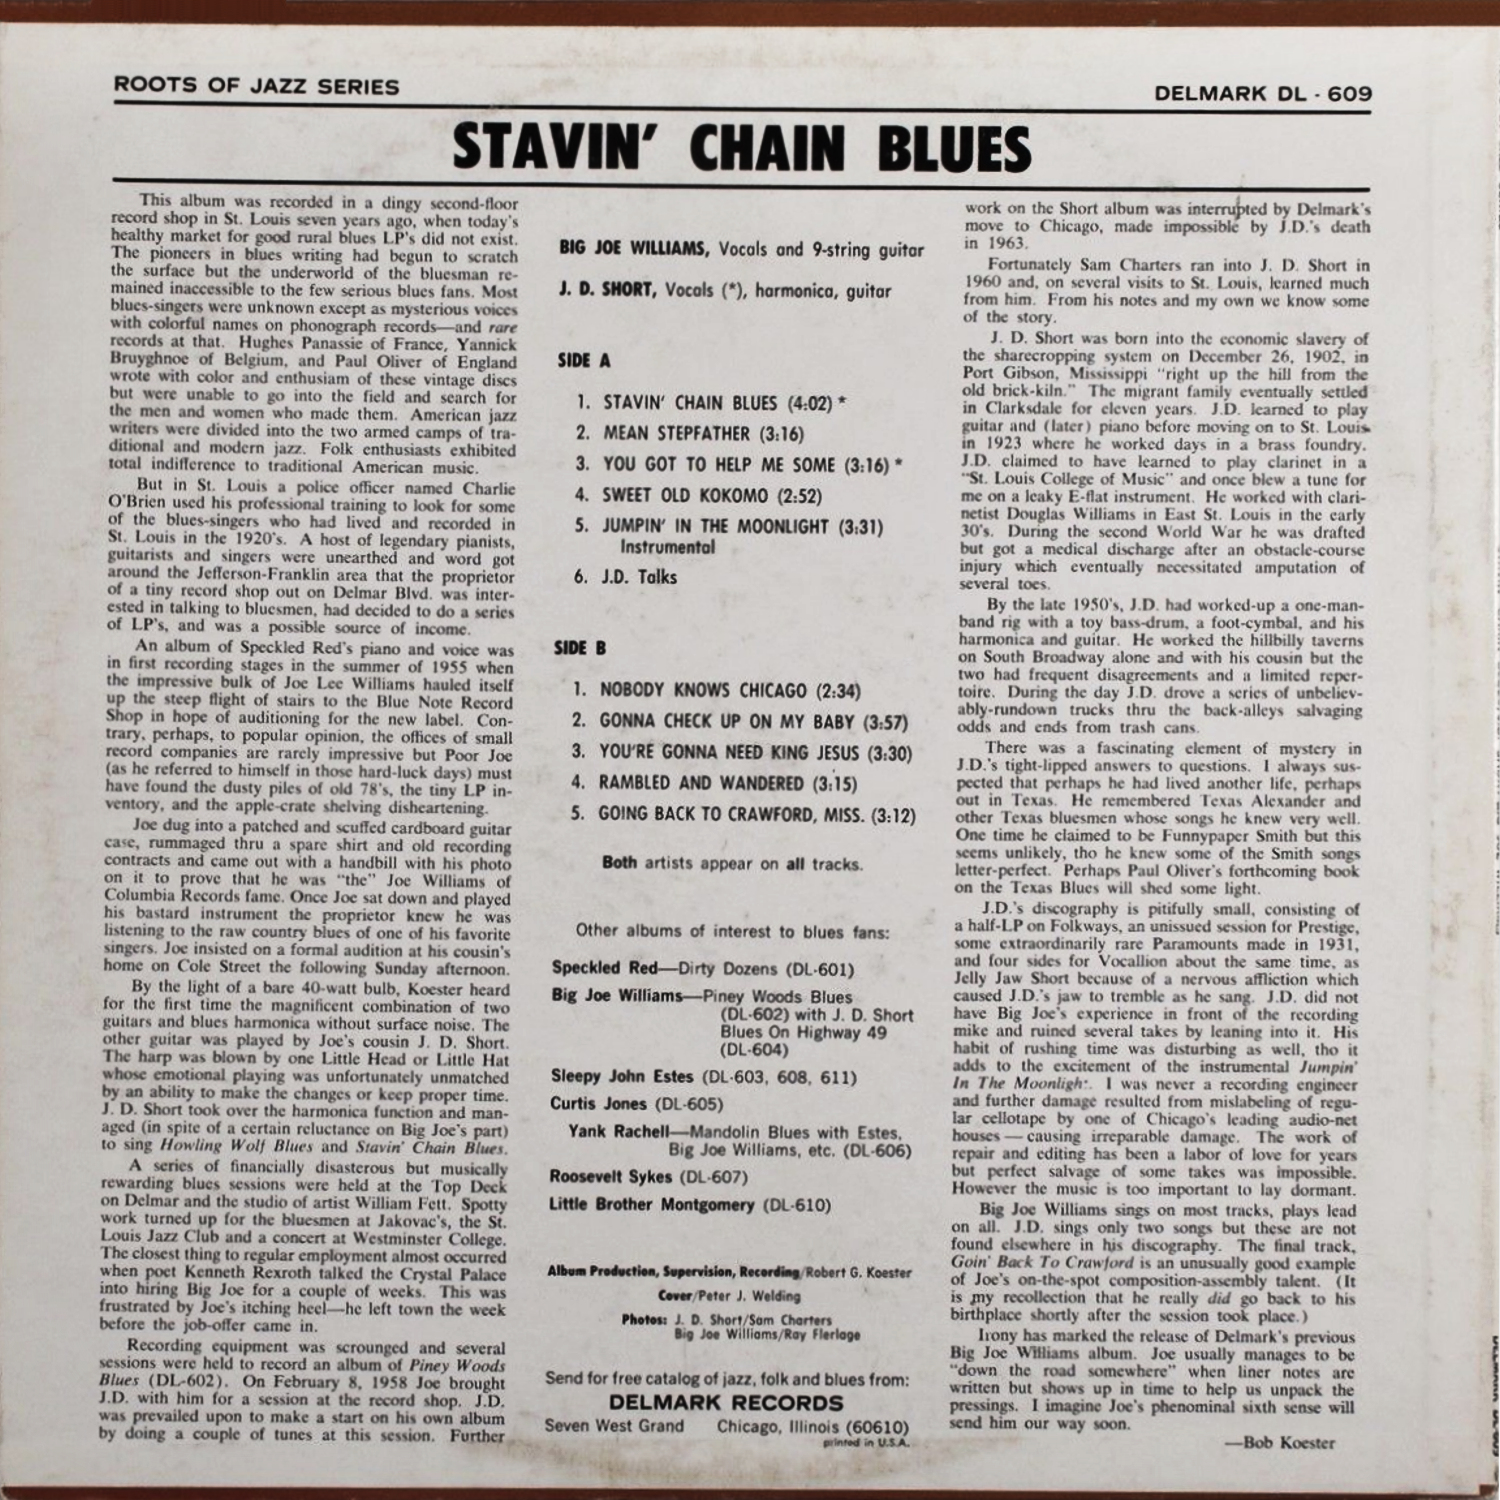 ROOTS OF JAZZ SERIES
DELMARK DL - 609
STAVIN' CHAIN BLUES
This album was recorded in a dingy second-floor
record shop in St. Louis seven years ago, when today's
healthy market for good rural blues LP's did not exist.
The pioneers in blues writing had begun to scratch
the surface but the underworld of the bluesman re-
mained inaccessible to the few serious blues fans. Most
blues-singers were unknown except as mysterious voices
with colorful names on phonograph records—and rare
records at that. Hughes Panassie of France, Yannick
Bruyghnoe of Belgium, and Paul Oliver of England
wrote with color and enthusiam of these vintage discs
but were unable to go into the field and search for
the men and women who made them. American jazz
writers were divided into the two armed camps of tra-
ditional and modern jazz. Folk enthusiasts exhibited
total indifference to traditional American music.
But in St. Louis a police officer named Charlie
O'Brien used his professional training to look for some
of the blues-singers who had lived and recorded in
St. Louis in the 1920's. A host of legendary pianists,
guitarists and singers were unearthed and word got
around the Jefferson-Franklin area that the proprietor
of a tiny record shop out on Delmar Blvd. was inter-
ested in talking to bluesmen, had decided to do a series
of LP's, and was a possible source of income.
An album of Speckled Red's piano and voice was
in first recording stages in the summer of 1955 when
the impressive bulk of Joe Lee Williams hauled itself
up the steep flight of stairs to the Blue Note Record
Shop in hope of auditioning for the new label. Con-
trary, perhaps, to popular opinion, the offices of small
record companies are rarely impressive but Poor Joe
(as he referred to himself in those hard-luck days) must
have found the dusty piles of old 78's, the tiny LP in-
ventory, and the apple-crate shelving disheartening.
Joe dug into a patched and scuffed cardboard guitar
case, rummaged thru a spare shirt and old recording
contracts and came out with a handbill with his photo
on it to prove that he was "the" Joe Williams of
Columbia Records fame. Once Joe sat down and played
his bastard instrument the proprietor knew he was
listening to the raw country blues of one of his favorite
singers. Joe insisted on a formal audition at his cousin's
home on Cole Street the following Sunday afternoon.
By the light of a bare 40-watt bulb, Koester heard
for the first time the magnificent combination of two
guitars and blues harmonica without surface noise. The
other guitar was played by Joe's cousin J. D. Short.
The harp was blown by one Little Head or Little Hat
whose emotional playing was unfortunately unmatched
by an ability to make the changes or keep proper time.
J. D. Short took over the harmonica function and man-
aged (in spite of a certain reluctance on Big Joe's part)
to sing Howling Wolf Blues and Stavin' Chain Blues.
A series of financially disasterous but musically
rewarding blues sessions were held at the Top Deck
on Delmar and the studio of artist William Fett. Spotty
work turned up for the bluesmen at Jakovac's, the St.
Louis Jazz Club and a concert at Westminster College.
The closest thing to regular employment almost occurred
when poet Kenneth Rexroth talked the Crystal Palace
into hiring Big Joe for a couple of weeks. This was
frustrated by Joe's itching heel—he left town the week
before the job-offer came in.
Recording equipment was scrounged and several
sessions were held to record an album of Piney Woods
Blues (DL-602). On February 8, 1958 Joe brought
J.D. with him for a session at the record shop. J.D.
was prevailed upon to make a start on his own album
by doing a couple of tunes at this session. Further
BIG JOE WILLIAMS, Vocals and 9-string guitar
J. D. SHORT, Vocals (*), harmonica, guitar
SIDE A
1. STAVIN' CHAIN BLUES (4:02) *
2. MEAN STEPFATHER (3:16)
3. YOU GOT TO HELP ME SOME (3:16) *
4. SWEET OLD KOKOMO (2:52)
5. JUMPIN' IN THE MOONLIGHT (3:31)
Instrumental
6. J.D. Talks
SIDE B
1. NOBODY KNOWS CHICAGO (2:34)
2. GONNA CHECK UP ON MY BABY (3:57)
3. YOU'RE GONNA NEED KING JESUS (3:30)
4. RAMBLED AND WANDERED (3:15)
5. GOING BACK TO CRAWFORD, MISS. (3:12)
Both artists appear on all tracks.
Other albums of interest to blues fans:
Speckled Red—Dirty Dozens (DL-601)
Big Joe Williams—Piney Woods Blues
(DL-602) with J. D. Short
Blues On Highway 49
(DL-604)
Sleepy John Estes (DL-603, 608, 611)
Curtis Jones (DL-605)
Yank Rachell—Mandolin Blues with Estes,
Big Joe Williams, etc. (DL-606)
Roosevelt Sykes (DL-607)
Little Brother Montgomery (DL-610)
Album Production, Supervision, Recording/Robert G. Koester
Cover/Peter J. Welding
Photos: J. D. Short/Sam Charters
Big Joe Williams/Ray Flerlage
Send for free catalog of jazz, folk and blues from:
DELMARK RECORDS
Seven West Grand Chicago, Illinois (60610)
printed in U.S.A.
work on the Short album was interrupted by Delmark's
move to Chicago, made impossible by J.D.'s death
in 1963.
Fortunately Sam Charters ran into J. D. Short in
1960 and, on several visits to St. Louis, learned much
from him. From his notes and my own we know some
of the story.
J. D. Short was born into the economic slavery of
the sharecropping system on December 26, 1902, in
Port Gibson, Mississippi "right up the hill from the
old brick-kiln." The migrant family eventually settled
in Clarksdale for eleven years. J.D. learned to play
guitar and (later) piano before moving on to St. Louis
in 1923 where he worked days in a brass foundry.
J.D. claimed to have learned to play clarinet in a
"St. Louis College of Music" and once blew a tune for
me on a leaky E-flat instrument. He worked with clari-
netist Douglas Williams in East St. Louis in the early
30's. During the second World War he was drafted
but got a medical discharge after an obstacle-course
injury which eventually necessitated amputation of
several toes.
By the late 1950's, J.D. had worked-up a one-man-
band rig with a toy bass-drum, a foot-cymbal, and his
harmonica and guitar. He worked the hillbilly taverns
on South Broadway alone and with his cousin but the
two had frequent disagreements and a limited reper-
toire. During the day J.D. drove a series of unbeliev-
ably-rundown trucks thru the back-alleys salvaging
odds and ends from trash cans.
There was a fascinating element of mystery in
J.D.'s tight-lipped answers to questions. I always sus-
pected that perhaps he had lived another life, perhaps
out in Texas. He remembered Texas Alexander and
other Texas bluesmen whose songs he knew very well.
One time he claimed to be Funnypaper Smith but this
seems unlikely, tho he knew some of the Smith songs
letter-perfect. Perhaps Paul Oliver's forthcoming book
on the Texas Blues will shed some light.
J.D.'s discography is pitifully small, consisting of
a half-LP on Folkways, an unissued session for Prestige,
some extraordinarily rare Paramounts made in 1931,
and four sides for Vocallion about the same time, as
Jelly Jaw Short because of a nervous affliction which
caused J.D.'s jaw to tremble as he sang. J.D. did not
have Big Joe's experience in front of the recording
mike and ruined several takes by leaning into it. His
habit of rushing time was disturbing as well, tho it
adds to the excitement of the instrumental Jumpin'
In The Moonlight. I was never a recording engineer
and further damage resulted from mislabeling of regu-
lar cellotape by one of Chicago's leading audio-net
houses — causing irreparable damage. The work of
repair and editing has been a labor of love for years
but perfect salvage of some takes was impossible.
However the music is too important to lay dormant.
Big Joe Williams sings on most tracks, plays lead
on all. J.D. sings only two songs but these are not
found elsewhere in his discography. The final track,
Goin' Back To Crawford is an unusually good example
of Joe's on-the-spot composition-assembly talent. (It
is my recollection that he really did go back to his
birthplace shortly after the session took place.)
Irony has marked the release of Delmark's previous
Big Joe Williams album. Joe usually manages to be
"down the road somewhere" when liner notes are
written but shows up in time to help us unpack the
pressings. I imagine Joe's phenominal sixth sense will
send him our way soon.
—Bob Koester